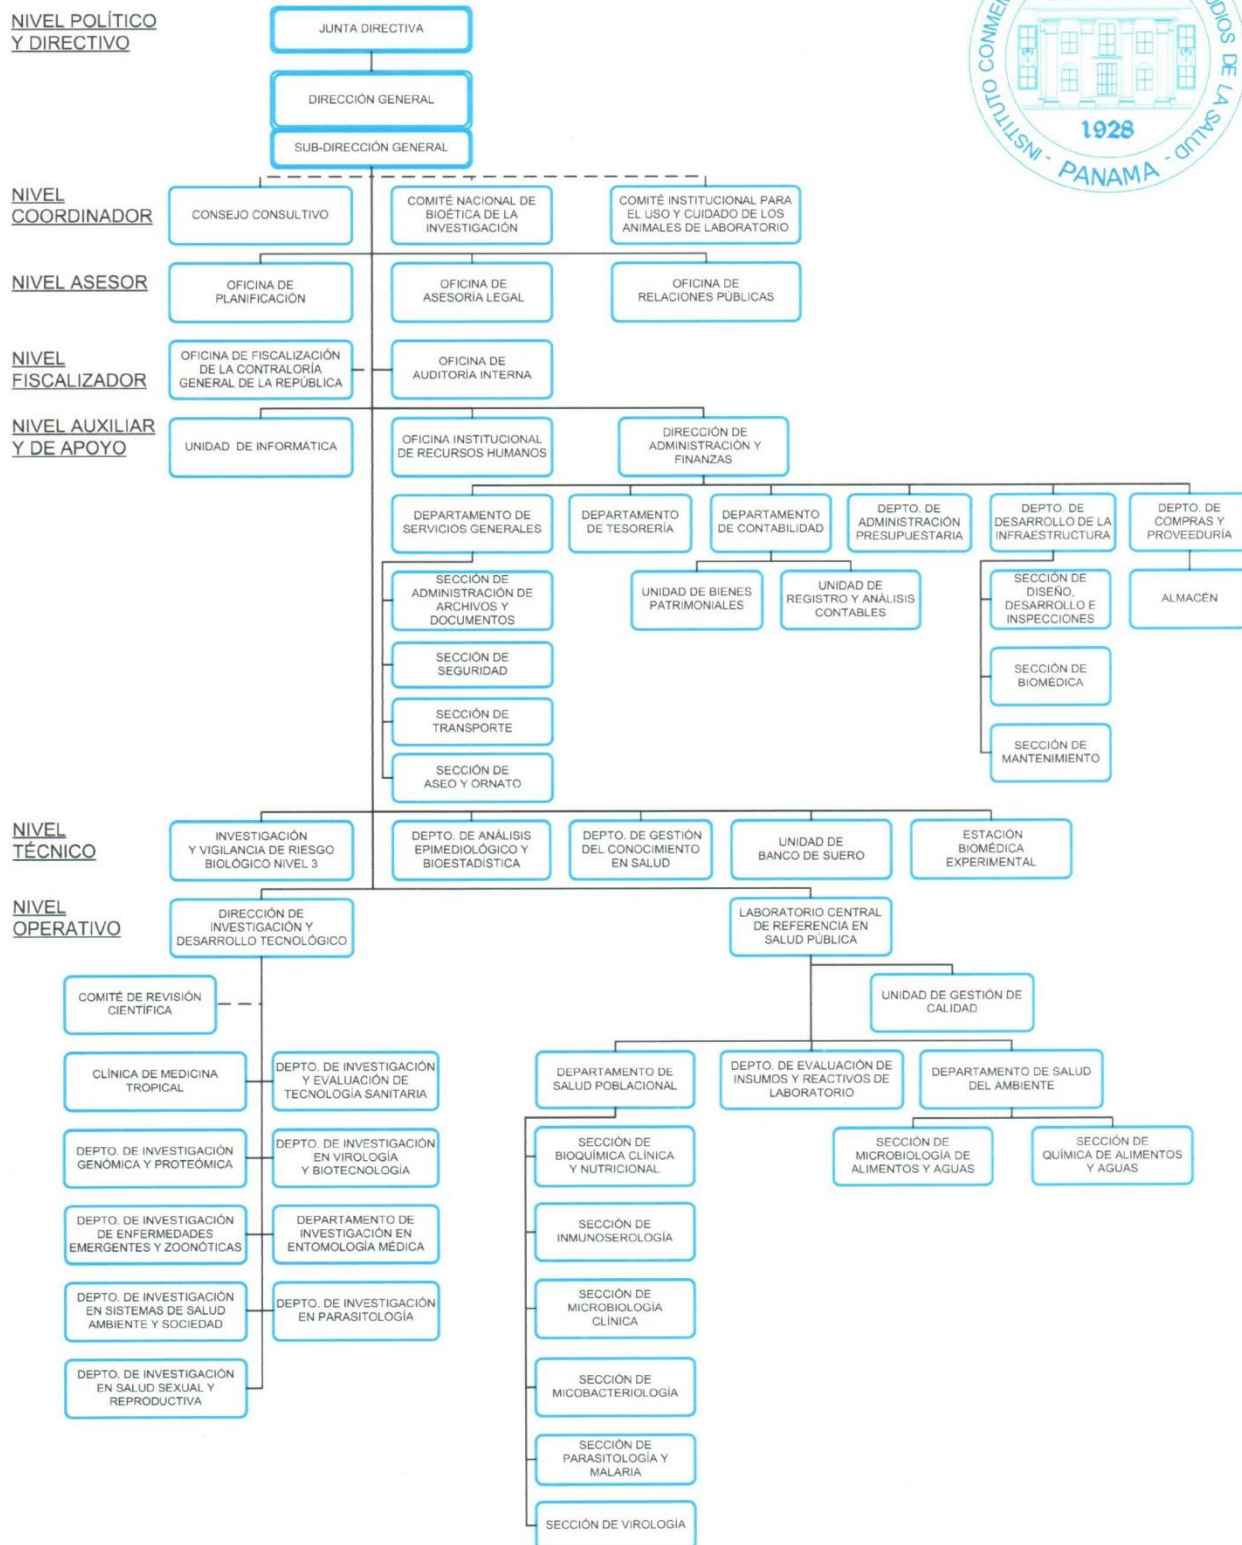 NIVEL POLÍTICO
Y DIRECTIVO
JUNTA DIRECTIVA
DIRECCIÓN GENERAL
SUB-DIRECCIÓN GENERAL
INSTITUTO
DE LA SALUD
1928
- PANAMA -
NIVEL
COORDINADOR
CONSEJO CONSULTIVO
COMITÉ NACIONAL DE
BIOÉTICA DE LA
INVESTIGACIÓN
COMITÉ INSTITUCIONAL PARA
EL USO Y CUIDADO DE LOS
ANIMALES DE LABORATORIO
NIVEL ASESOR
OFICINA DE
PLANIFICACIÓN
OFICINA DE
ASESORÍA LEGAL
OFICINA DE
RELACIONES PÚBLICAS
NIVEL
FISCALIZADOR
OFICINA DE FISCALIZACIÓN
DE LA CONTRALORÍA
GENERAL DE LA REPÚBLICA
OFICINA DE
AUDITORÍA INTERNA
NIVEL AUXILIAR
Y DE APOYO
UNIDAD DE INFORMÁTICA
OFICINA INSTITUCIONAL
DE RECURSOS HUMANOS
DIRECCIÓN DE
ADMINISTRACIÓN Y
FINANZAS
DEPARTAMENTO DE
SERVICIOS GENERALES
DEPARTAMENTO
DE TESORERÍA
DEPARTAMENTO
DE CONTABILIDAD
DEPTO. DE
ADMINISTRACIÓN
PRESUPUESTARIA
DEPTO. DE
DESARROLLO DE LA
INFRAESTRUCTURA
DEPTO. DE
COMPRAS Y
PROVEEDURÍA
SECCIÓN DE
ADMINISTRACIÓN DE
ARCHIVOS Y
DOCUMENTOS
UNIDAD DE BIENES
PATRIMONIALES
UNIDAD DE
REGISTRO Y ANÁLISIS
CONTABLES
SECCIÓN DE
DISEÑO,
DESARROLLO E
INSPECCIONES
ALMACÉN
SECCIÓN DE
SEGURIDAD
SECCIÓN DE
BIOMÉDICA
SECCIÓN DE
TRANSPORTE
SECCIÓN DE
MANTENIMIENTO
SECCIÓN DE
ASEO Y ORNATO
NIVEL
TÉCNICO
INVESTIGACIÓN
Y VIGILANCIA DE RIESGO
BIOLÓGICO NIVEL 3
DEPTO. DE ANÁLISIS
EPIMEDIOLÓGICO Y
BIOESTADÍSTICA
DEPTO. DE GESTIÓN
DEL CONOCIMIENTO
EN SALUD
UNIDAD DE
BANCO DE SUERO
ESTACIÓN
BIOMÉDICA
EXPERIMENTAL
NIVEL
OPERATIVO
DIRECCIÓN DE
INVESTIGACIÓN Y
DESARROLLO TECNOLÓGICO
LABORATORIO CENTRAL
DE REFERENCIA EN
SALUD PÚBLICA
COMITÉ DE REVISIÓN
CIENTÍFICA
UNIDAD DE GESTIÓN DE
CALIDAD
CLÍNICA DE MEDICINA
TROPICAL
DEPTO. DE INVESTIGACIÓN
Y EVALUACIÓN DE
TECNOLOGÍA SANITARIA
DEPARTAMENTO DE
SALUD POBLACIONAL
DEPTO. DE EVALUACIÓN DE
INSUMOS Y REACTIVOS DE
LABORATORIO
DEPARTAMENTO DE SALUD
DEL AMBIENTE
DEPTO. DE INVESTIGACIÓN
GENÓMICA Y PROTEÓMICA
DEPTO. DE INVESTIGACIÓN
EN VIROLOGÍA
Y BIOTECNOLOGÍA
SECCIÓN DE
BIOQUÍMICA CLÍNICA
Y NUTRICIONAL
SECCIÓN DE
MICROBIOLOGÍA DE
ALIMENTOS Y AGUAS
SECCIÓN DE
QUÍMICA DE ALIMENTOS
Y AGUAS
DEPTO. DE INVESTIGACIÓN
DE ENFERMEDADES
EMERGENTES Y ZOONÓTICAS
DEPARTAMENTO DE
INVESTIGACIÓN EN
ENTOMOLOGÍA MÉDICA
SECCIÓN DE
INMUNOSEROLOGÍA
DEPTO. DE INVESTIGACIÓN
EN SISTEMAS DE SALUD
AMBIENTE Y SOCIEDAD
DEPTO. DE INVESTIGACIÓN
EN PARASITOLOGÍA
SECCIÓN DE
MICROBIOLOGÍA
CLÍNICA
DEPTO. DE INVESTIGACIÓN
EN SALUD SEXUAL Y
REPRODUCTIVA
SECCIÓN DE
MICOBACTERIOLOGÍA
SECCIÓN DE
PARASITOLOGÍA Y
MALARIA
SECCIÓN DE VIROLOGÍA